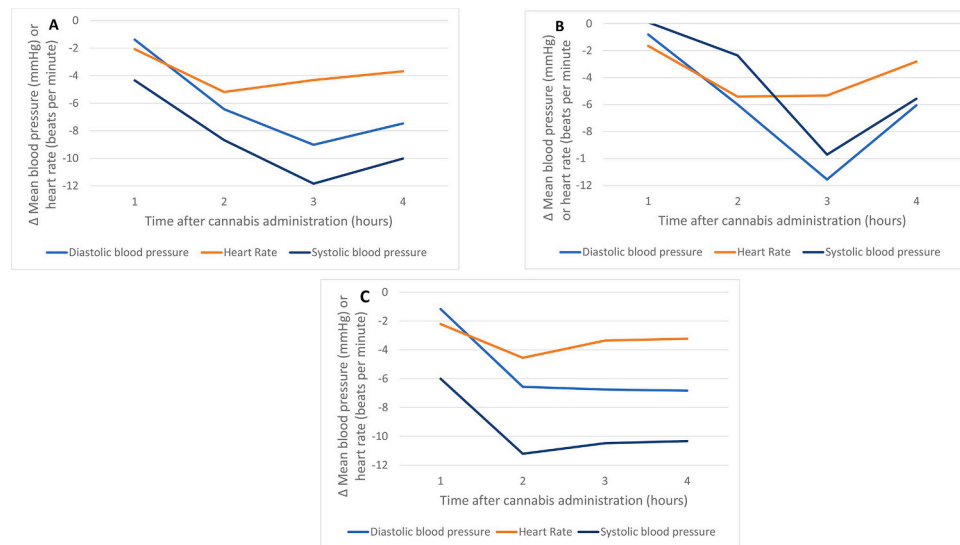 A
Δ Mean blood pressure (mmHg) or
heart rate (beats per minute)
0
-2
-4
-6
-8
-10
-12
1 2 3 4
Time after cannabis administration (hours)
Diastolic blood pressure Heart Rate Systolic blood pressure
B
Δ Mean blood pressure (mmHg)
or heart rate (beats per minute
0
-2
-4
-6
-8
-1
-12
1 2 3 4
Time after cannabis administration (hours)
Diastolic blood pressure Heart Rate Systolic blood pressure
C
Δ Mean blood pressure (mmHg) or
heart rate (beats per minute)
0
-2
-4
-6
-8
-10
-12
1 2 3 4
Time after cannabis administration (hours)
Diastolic blood pressure Heart Rate Systolic blood pressure